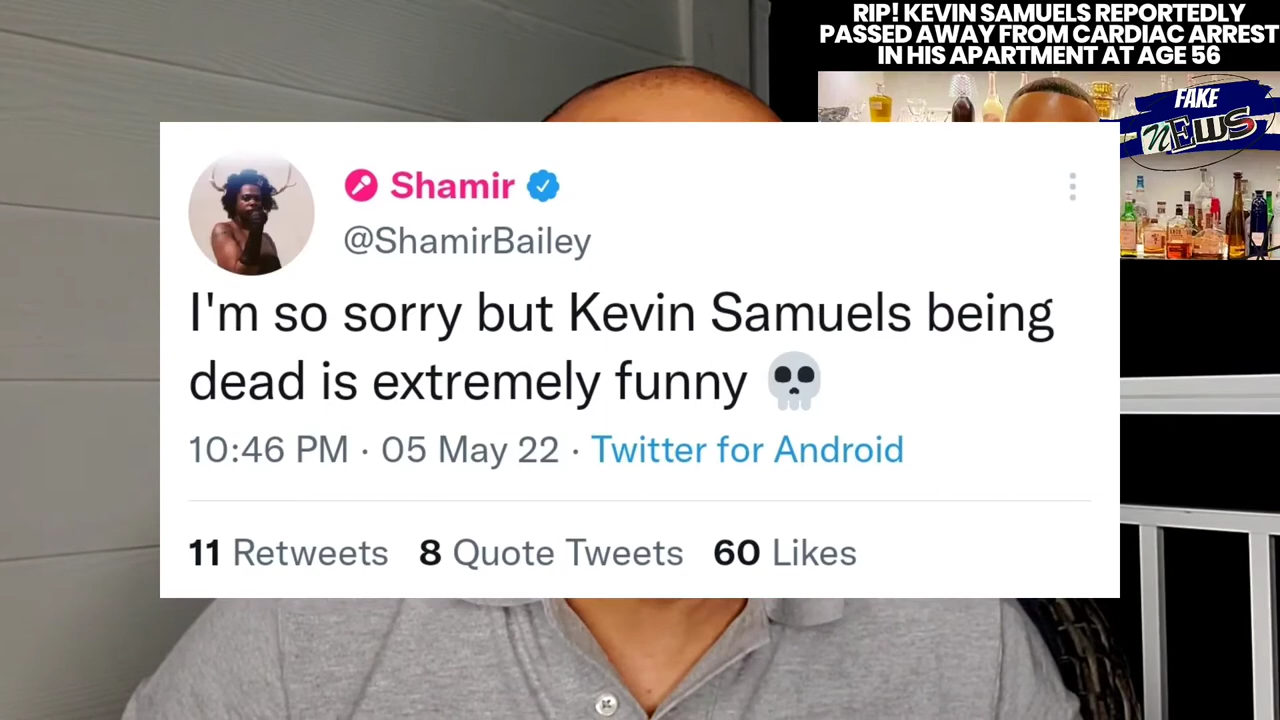 RIP! KEVIN SAMUELS REPORTEDLY
PASSED AWAY FROM CARDIAC ARREST
IN HIS APARTMENT AT AGE 56
FAKE
NEWS
Shamir
@ShamirBailey
I'm so sorry but Kevin Samuels being
dead is extremely funny 💀
10:46 PM · 05 May 22 · Twitter for Android
11 Retweets 8 Quote Tweets 60 Likes